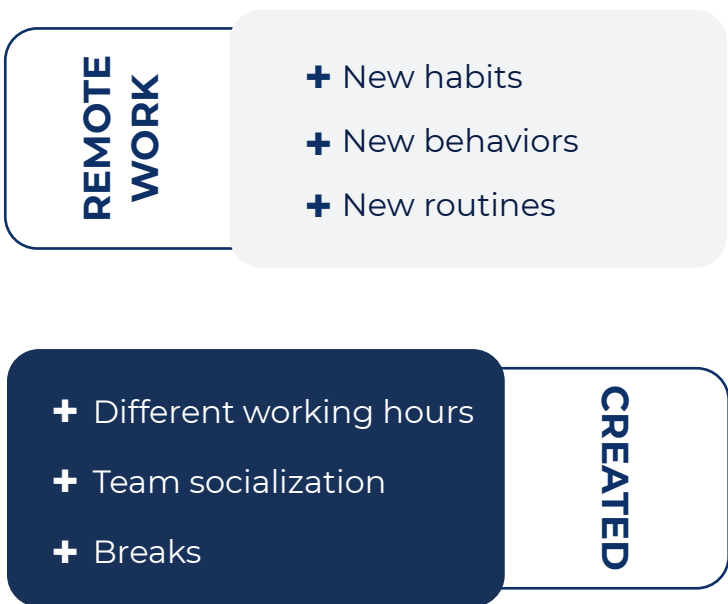 REMOTE
WORK
+ New habits
+ New behaviors
+ New routines
+ Different working hours
+ Team socialization
+ Breaks
CREATED